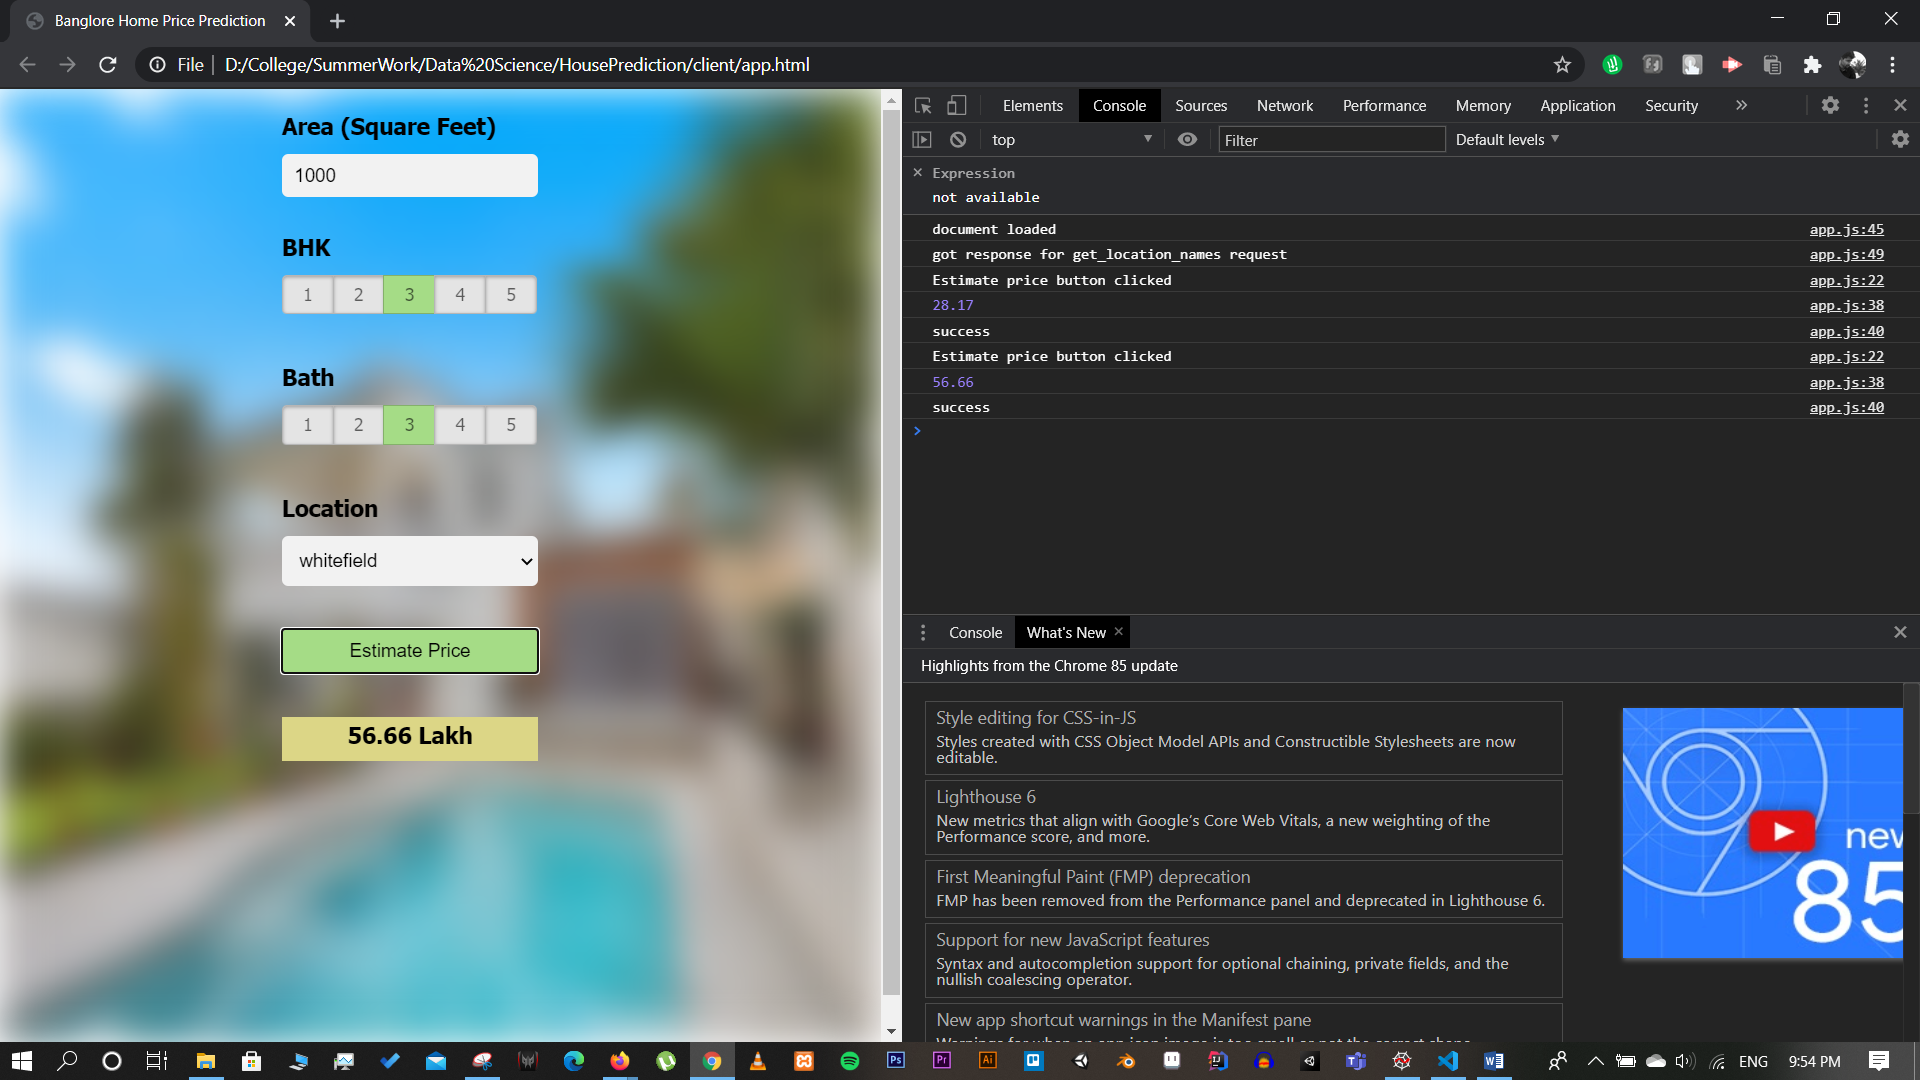 Banglore Home Price Prediction
File
D:/College/SummerWork/Data%20Science/HousePrediction/client/app.html
Area (Square Feet)
1000
BHK
1 2 3 4 5
Bath
1 2 3 4 5
Location
whitefield
Estimate Price
56.66 Lakh
Elements Console Sources Network Performance Memory Application Security
top Filter Default levels
Expression
not available
document loaded app.js:45
got response for get_location_names request app.js:49
Estimate price button clicked app.js:22
28.17 app.js:38
success app.js:40
Estimate price button clicked app.js:22
56.66 app.js:38
success app.js:40
Console What's New
Highlights from the Chrome 85 update
Style editing for CSS-in-JS
Styles created with CSS Object Model APIs and Constructible Stylesheets are now
editable.
Lighthouse 6
New metrics that align with Google's Core Web Vitals, a new weighting of the
Performance score, and more.
First Meaningful Paint (FMP) deprecation
FMP has been removed from the Performance panel and deprecated in Lighthouse 6.
Support for new JavaScript features
Syntax and autocompletion support for optional chaining, private fields, and the
nullish coalescing operator.
New app shortcut warnings in the Manifest pane
new
85
Ps Pr Ai
ENG 9:54 PM